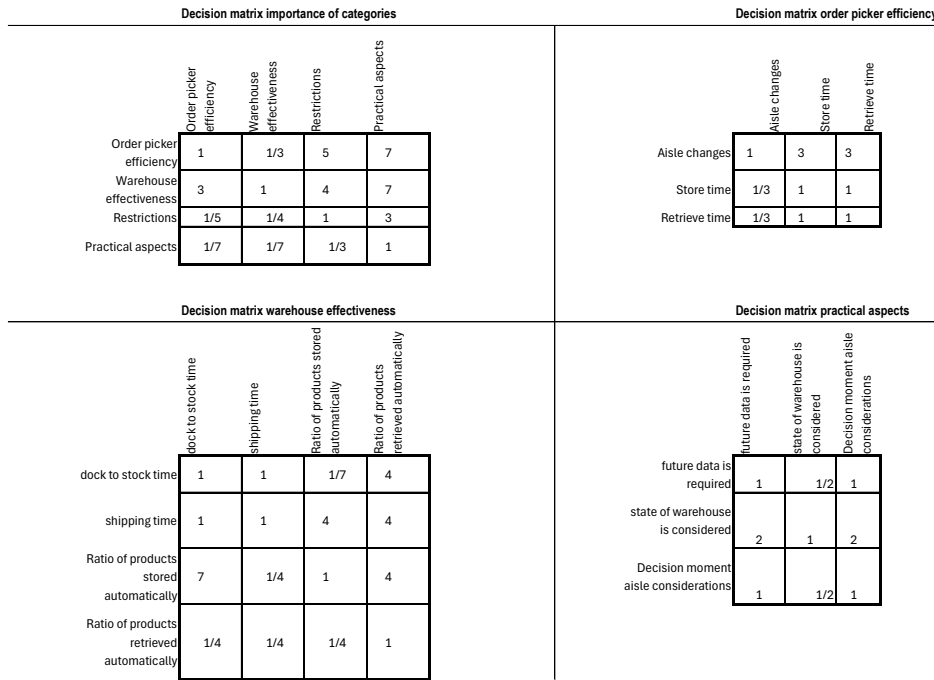 Decision matrix importance of categories
Order picker
efficiency
Warehouse
effectiveness
Restrictions
Practical aspects
Order picker
efficiency
1 1/3 5 7
Warehouse
effectiveness
3 1 4 7
Restrictions
1/5 1/4 1 3
Practical aspects
1/7 1/7 1/3 1
Decision matrix order picker efficiency
Aisle changes
Store time
Retrieve time
Aisle changes
1 3 3
Store time
1/3 1 1
Retrieve time
1/3 1 1
Decision matrix warehouse effectiveness
dock to stock time
shipping time
Ratio of products stored
automatically
Ratio of products
retrieved automatically
dock to stock time
1 1 1/7 4
shipping time
1 1 4 4
Ratio of products
stored
automatically
7 1/4 1 4
Ratio of products
retrieved
automatically
1/4 1/4 1/4 1
Decision matrix practical aspects
future data is required
state of warehouse is
considered
Decision moment aisle
considerations
future data is
required
1 1/2 1
state of warehouse
is considered
2 1 2
Decision moment
aisle considerations
1 1/2 1